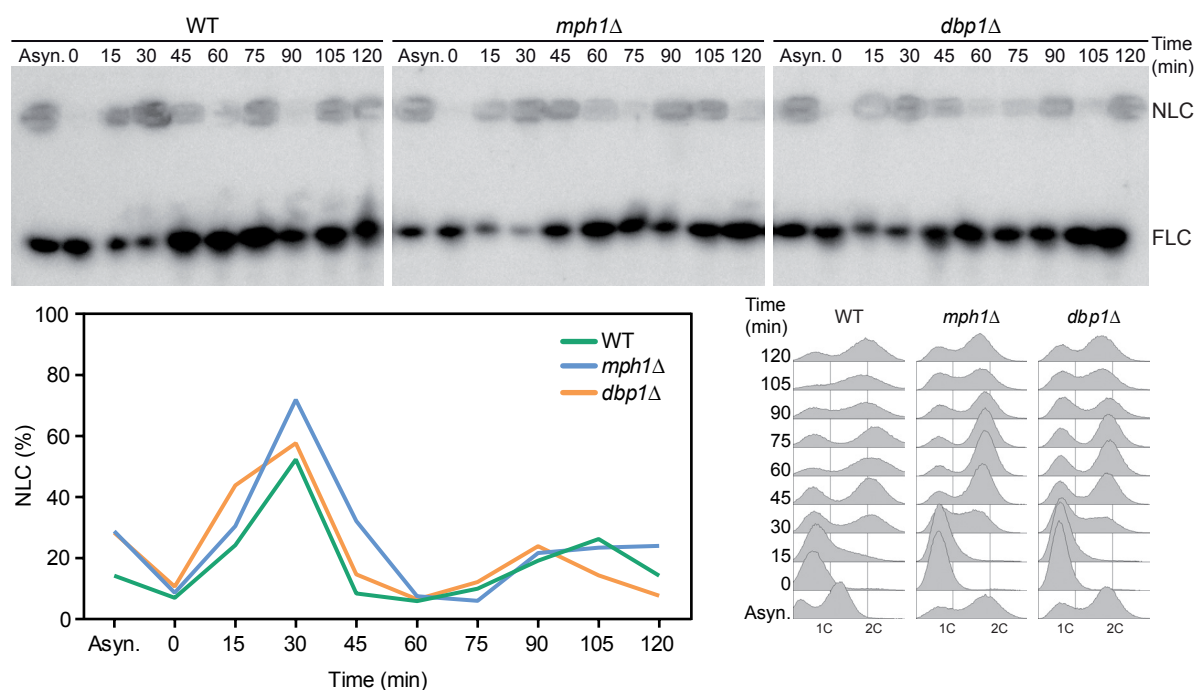 WT mph1Δ dbp1Δ
Asyn. 0 15 30 45 60 75 90 105 120 Asyn. 0 15 30 45 60 75 90 105 120 Asyn. 0 15 30 45 60 75 90 105 120 Time (min)
NLC
FLC
100
80
60
40
20
0
NLC (%)
WT
mph1Δ
dbp1Δ
Asyn. 0 15 30 45 60 75 90 105 120
Time (min)
Time
(min)
WT mph1Δ dbp1Δ
120
105
90
75
60
45
30
15
0
Asyn.
1C 2C 1C 2C 1C 2C